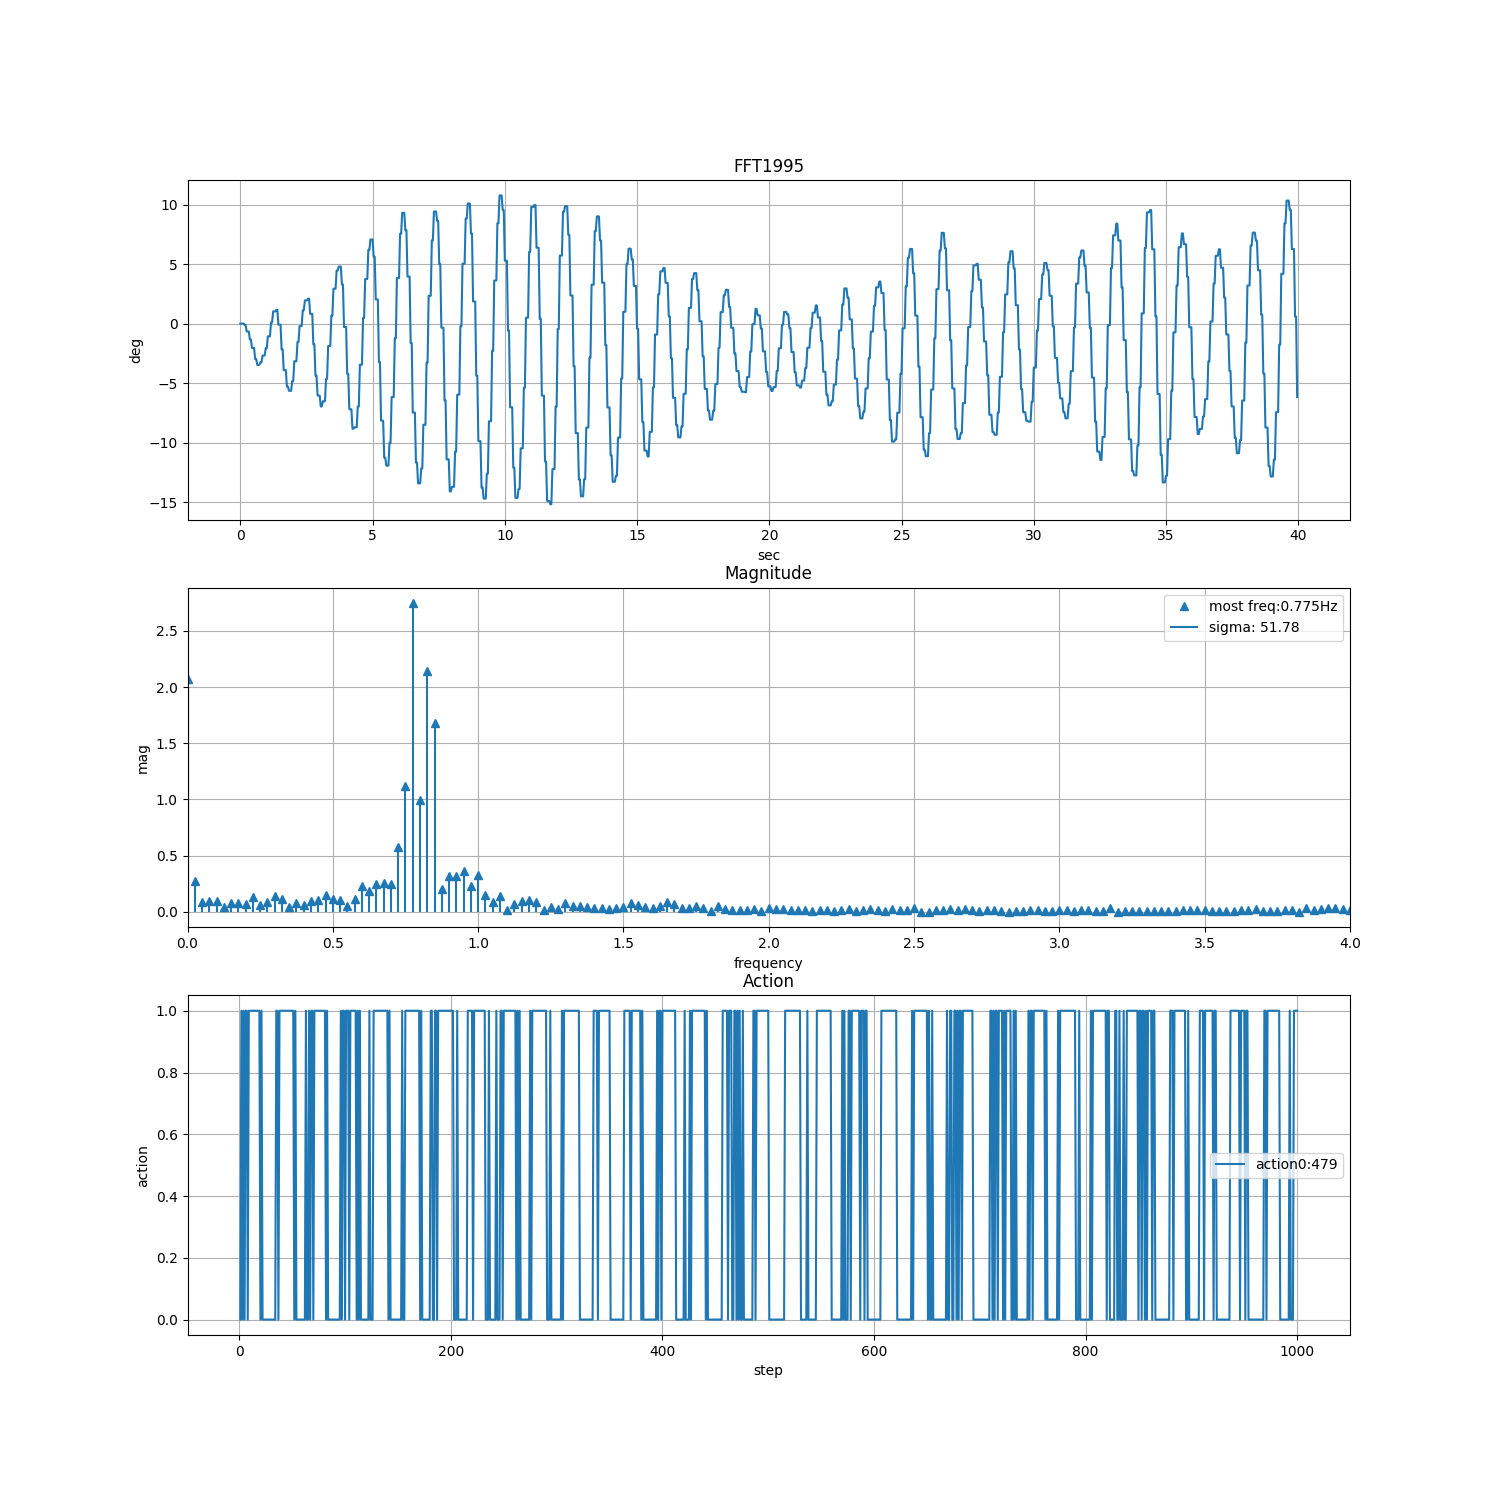 FFT1995
10
5
0
−5
−10
−15
deg
0 5 10 15 20 25 30 35 40
sec
Magnitude
most freq:0.775Hz
sigma: 51.78
2.5
2.0
1.5
1.0
0.5
0.0
mag
0.0 0.5 1.0 1.5 2.0 2.5 3.0 3.5 4.0
frequency
Action
1.0
0.8
0.6
0.4
0.2
0.0
action
action0:479
0 200 400 600 800 1000
step